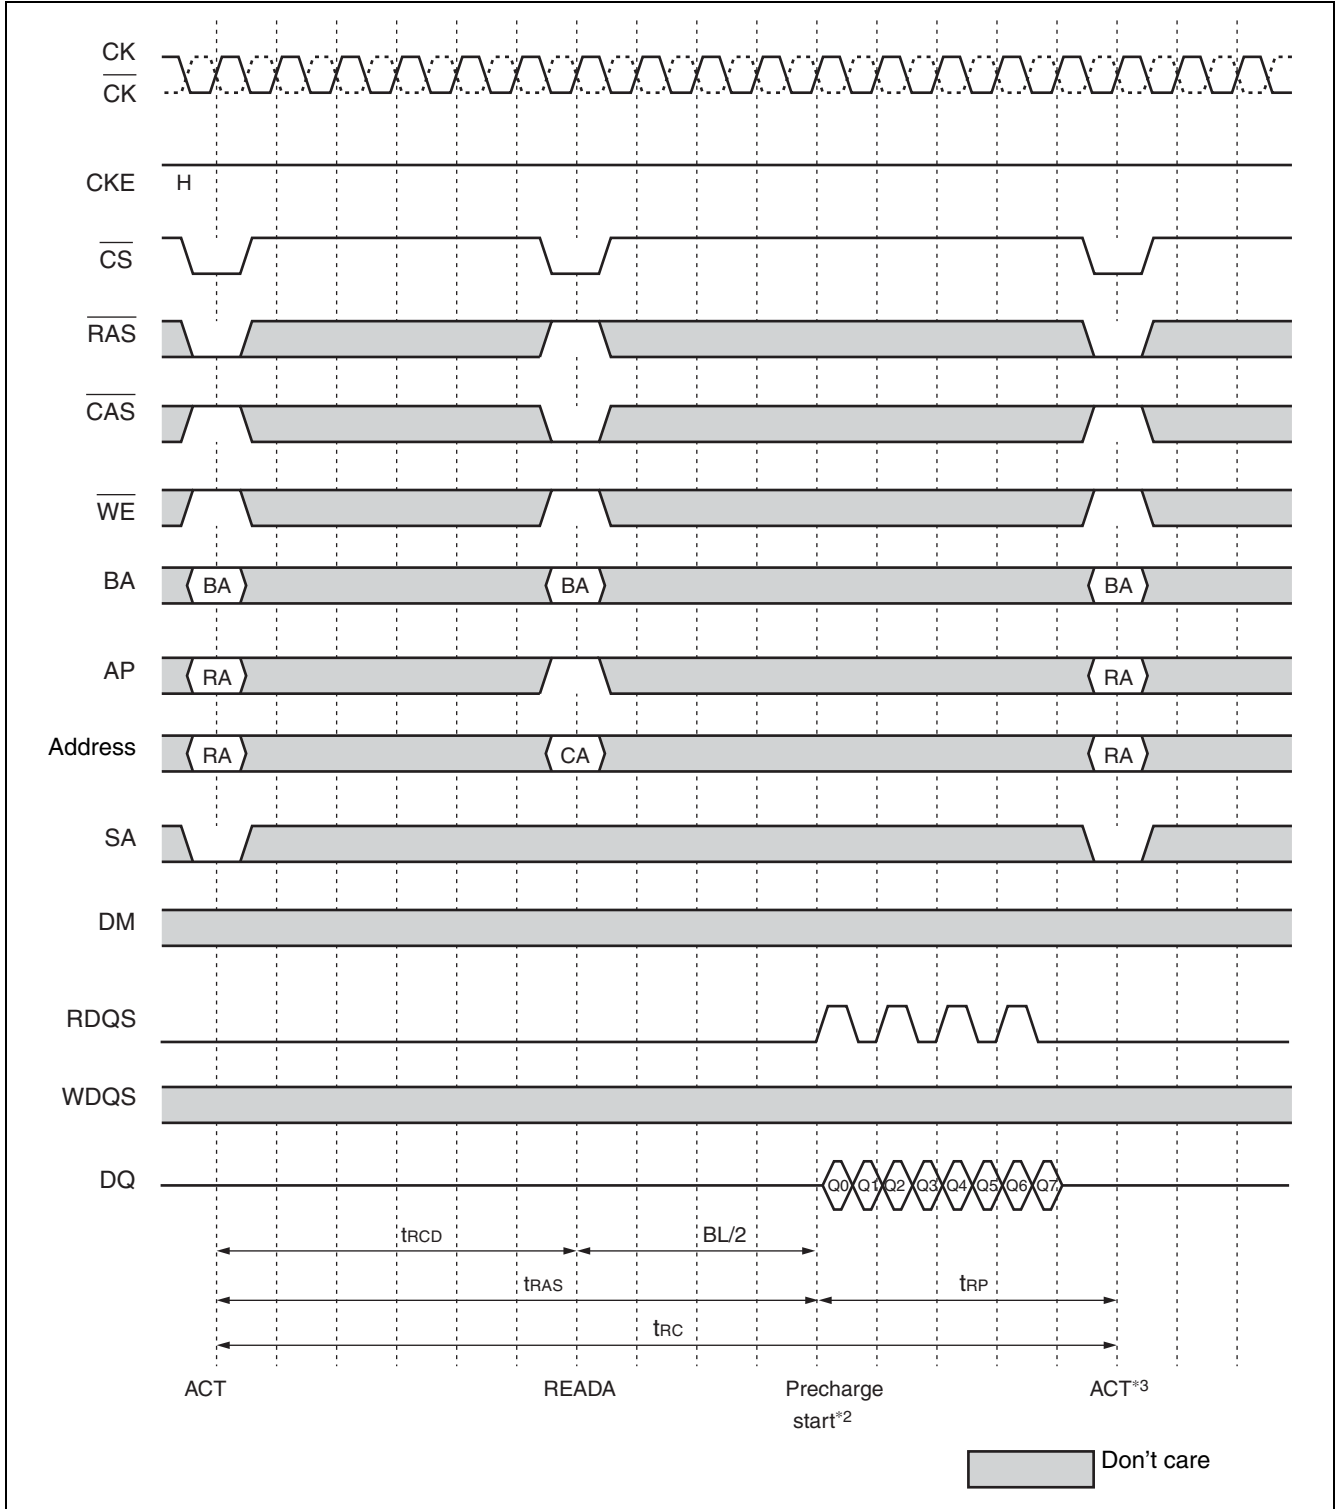 CK
CK
CKE H
CS
RAS
CAS
WE
BA BA BA BA
AP RA RA
Address RA CA RA
SA
DM
RDQS
WDQS
DQ Q0 Q1 Q2 Q3 Q4 Q5 Q6 Q7
tRCD BL/2
tRAS tRP
tRC
ACT READA Precharge ACT*3
start*2
Don't care